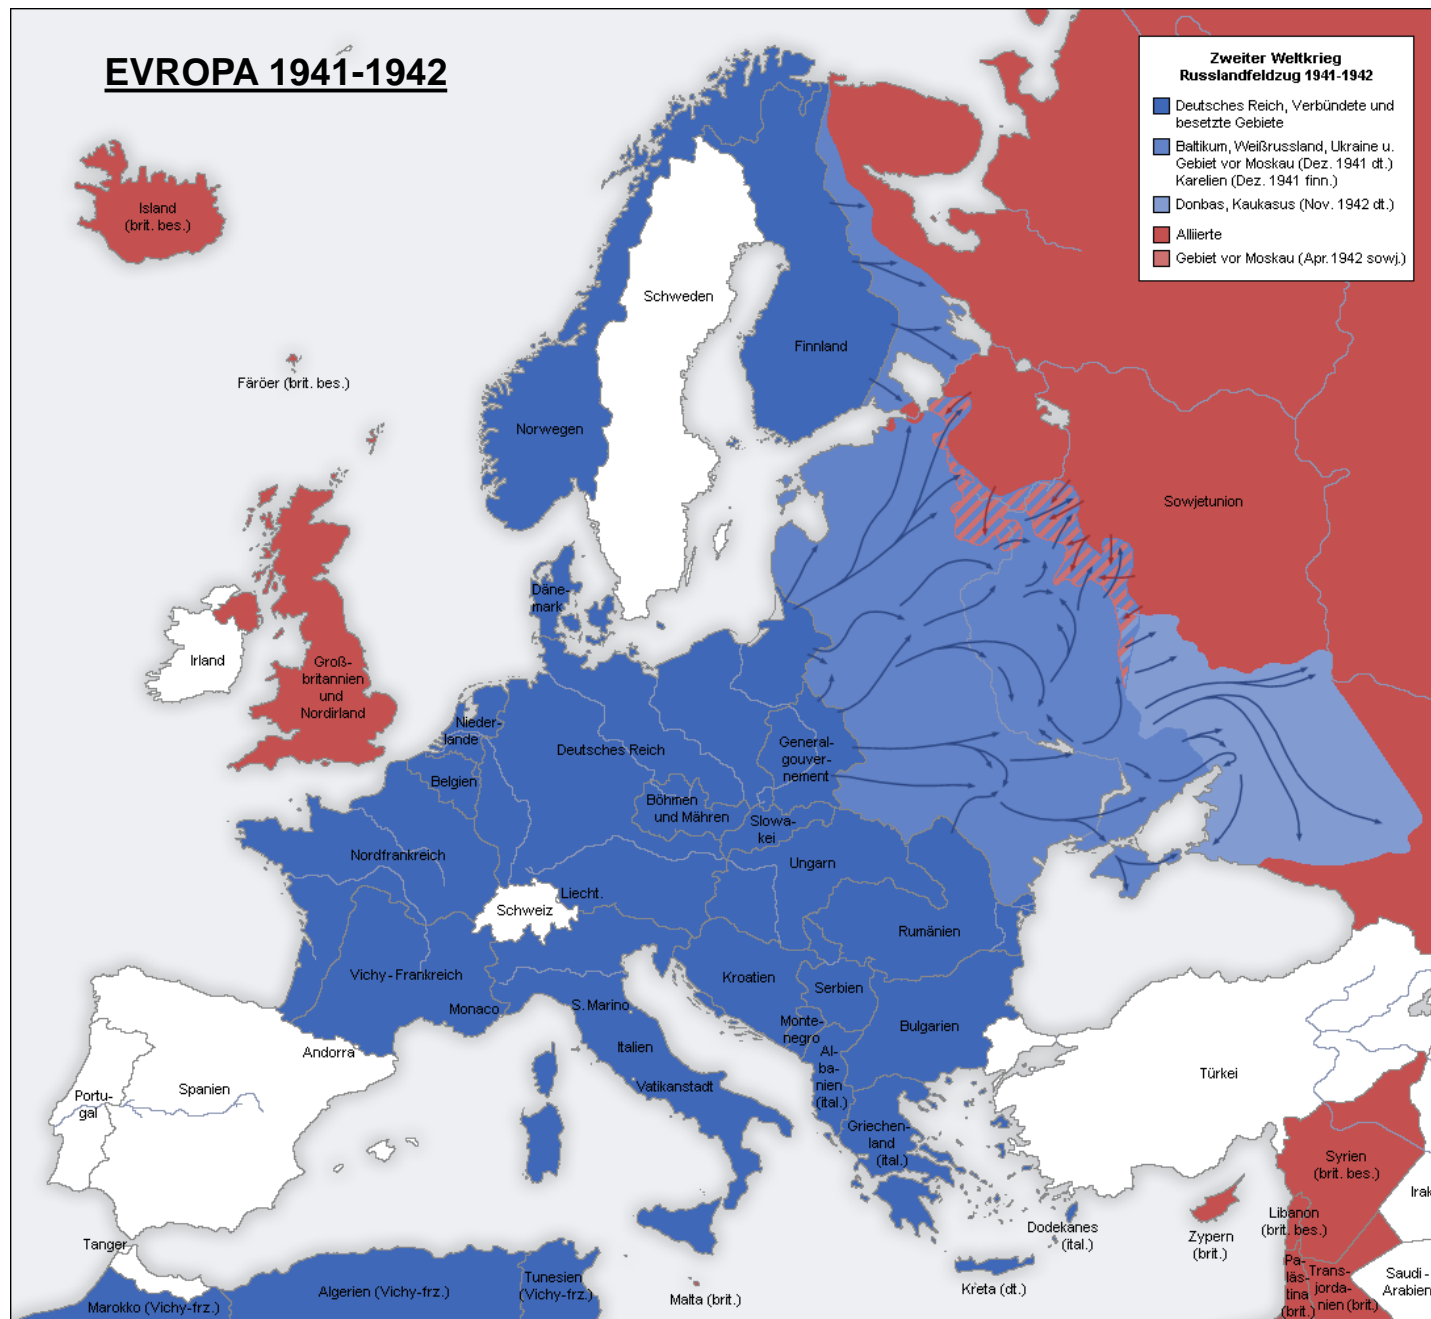 EVROPA 1941-1942
Zweiter Weltkrieg
Russlandfeldzug 1941-1942
Deutsches Reich, Verbündete und
besetzte Gebiete
Baltikum, Weißrussland, Ukraine u.
Gebiet vor Moskau (Dez. 1941 dt.)
Karelien (Dez. 1941 finn.)
Donbas, Kaukasus (Nov. 1942 dt.)
Alliierte
Gebiet vor Moskau (Apr. 1942 sowj.)
Island
(brit. bes.)
Schweden
Finnland
Färöer (brit. bes.)
Norwegen
Sowjetunion
Däne-
mark
Irland
Groß-
britannien
und
Nordirland
Nieder-
lande
Deutsches Reich
General-
gouver-
nement
Belgien
Böhmen
und Mähren
Slowa-
kei
Nordfrankreich
Ungarn
Liecht.
Schweiz
Rumänien
Vichy-Frankreich
Kroatien
Serbien
Monaco
S. Marino
Monte-
negro
Bulgarien
Italien
Andorra
Al-
ba-
nien
(ital.)
Türkei
Spanien
Portu-
gal
Vatikanstadt
Griechen-
land
(ital.)
Syrien
(brit. bes.)
Irak
Libanon
(brit. bes.)
Dodekanes
(ital.)
Zypern
(brit.)
Tanger
Pa-
läs-
tina
(brit.)
Trans-
jorda-
nien (brit.)
Saudi-
Arabien
Tunesien
(Vichy-frz.)
Algerien (Vichy-frz.)
Kreta (dt.)
Malta (brit.)
Marokko (Vichy-frz.)